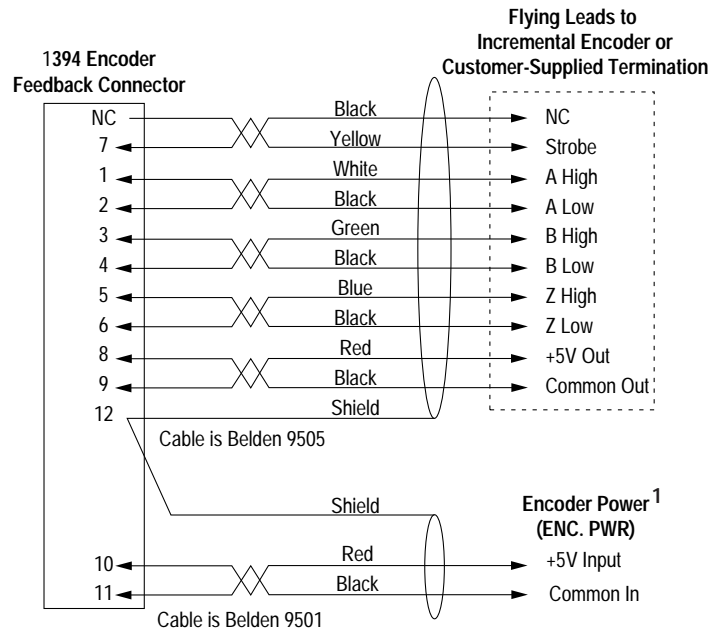 Flying Leads to
Incremental Encoder or
Customer-Supplied Termination
1394 Encoder
Feedback Connector
NC Black NC
7 Yellow Strobe
1 White A High
2 Black A Low
3 Green B High
4 Black B Low
5 Blue Z High
6 Black Z Low
8 Red +5V Out
9 Black Common Out
12 Shield
Cable is Belden 9505
Shield
Encoder Power 1
(ENC. PWR)
10 Red +5V Input
11 Black Common In
Cable is Belden 9501